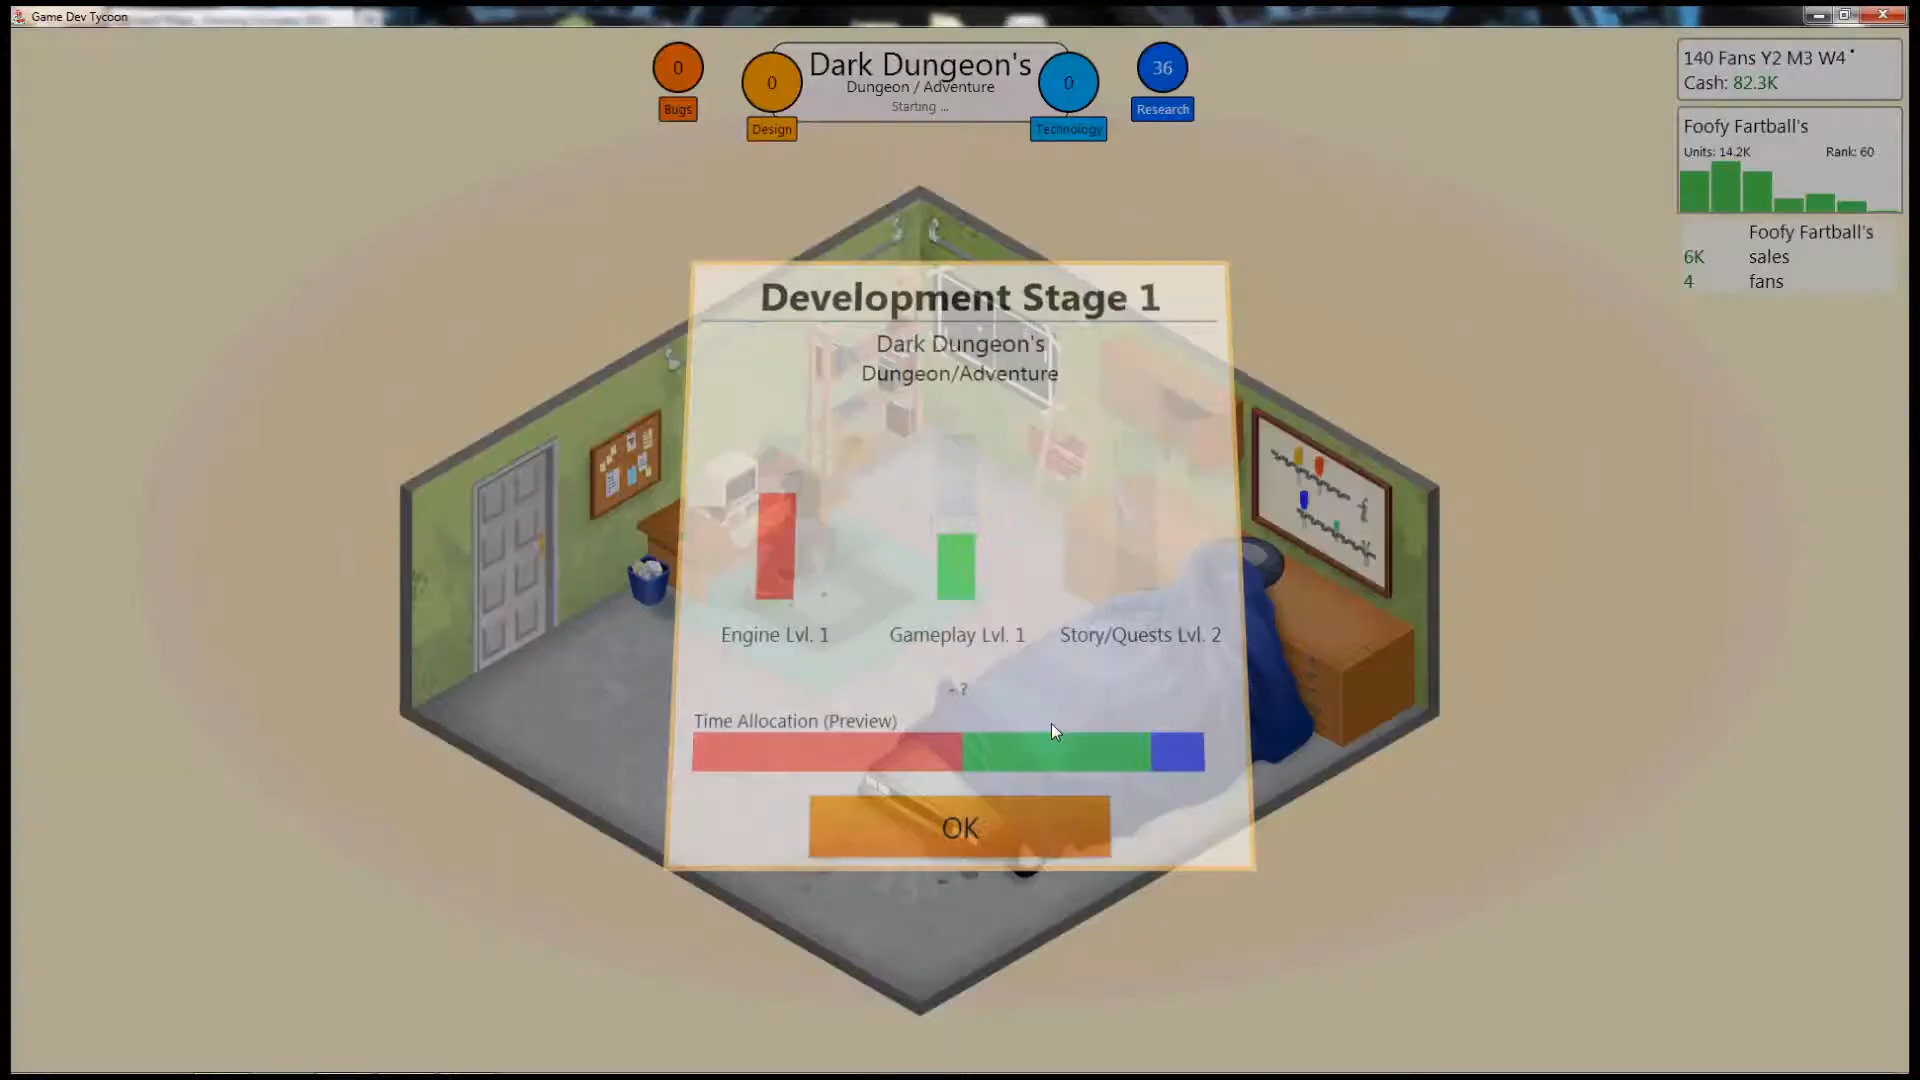 Game Dev Tycoon
0
Bugs
0
Design
Dark Dungeon's
Dungeon / Adventure
Starting ...
0
Technology
36
Research
140 Fans Y2 M3 W4
Cash: 82.3K
Foofy Fartball's
Units: 14.2K Rank: 60
Foofy Fartball's
6K sales
4 fans
Development Stage 1
Dark Dungeon's
Dungeon/Adventure
Engine Lvl. 1 Gameplay Lvl. 1 Story/Quests Lvl. 2
- ?
Time Allocation (Preview)
OK